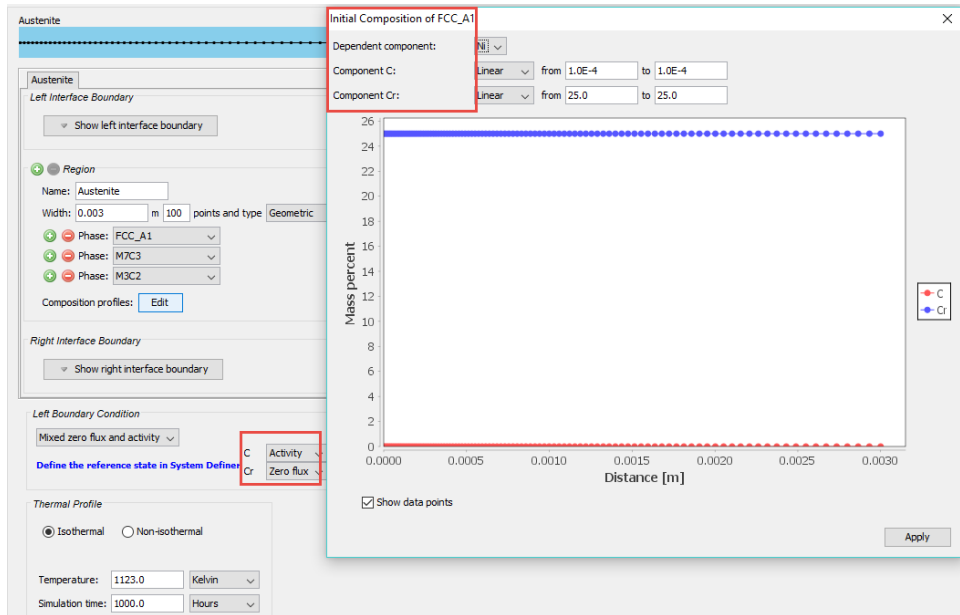 Austenite
Austenite
Left Interface Boundary
Show left interface boundary
Region
Name: Austenite
Width: 0.003 m 100 points and type Geometric
Phase: FCC_A1
Phase: M7C3
Phase: M3C2
Composition profiles: Edit
Right Interface Boundary
Show right interface boundary
Left Boundary Condition
Mixed zero flux and activity
C Activity
Define the reference state in System Definer
Cr Zero flux
Thermal Profile
Isothermal Non-isothermal
Temperature: 1123.0 Kelvin
Simulation time: 1000.0 Hours
Initial Composition of FCC_A1
Dependent component: Ni
Component C: Linear from 1.0E-4 to 1.0E-4
Component Cr: Linear from 25.0 to 25.0
26
24
22
20
18
16
14
12
10
8
6
4
2
0
Mass percent
0.0000 0.0005 0.0010 0.0015 0.0020 0.0025 0.0030
Distance [m]
C
Cr
Show data points
Apply